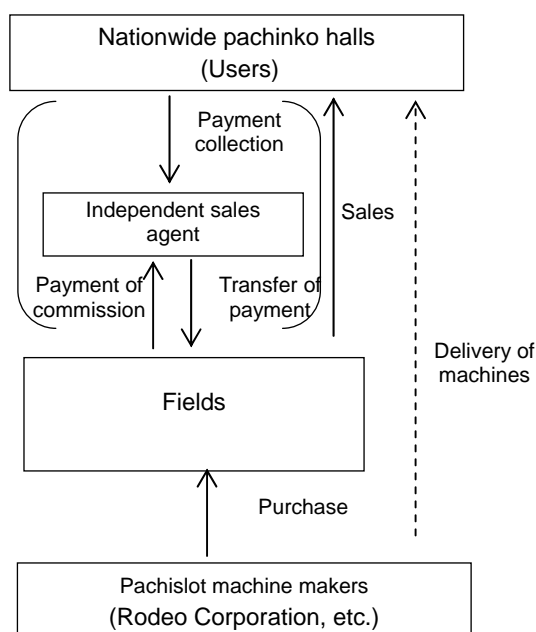 Nationwide pachinko halls
(Users)
Payment
collection
Independent sales
agent
Sales
Payment of
commission
Transfer of
payment
Delivery of
machines
Fields
Purchase
Pachislot machine makers
(Rodeo Corporation, etc.)